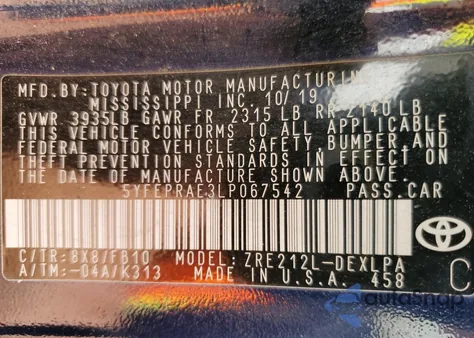 MFD.BY:TOYOTA MOTOR MANUFACTURING
MISSISSIPPI INC. 10/19
GVWR 3935LB GAWR FR 2315 LB RR 2140 LB
THIS VEHICLE CONFORMS TO ALL APPLICABLE
FEDERAL MOTOR VEHICLE SAFETY,BUMPER,AND
THEFT PREVENTION STANDARDS IN EFFECT ON
THE DATE OF MANUFACTURE SHOWN ABOVE.
5YFEPRAE3LP067542 PASS.CAR
C/IR:8X8/FB10 MODEL: ZRE212L-DEXLPA
A/TM:-04A/K313 MADE IN U.S.A. 458
C
autoSnap